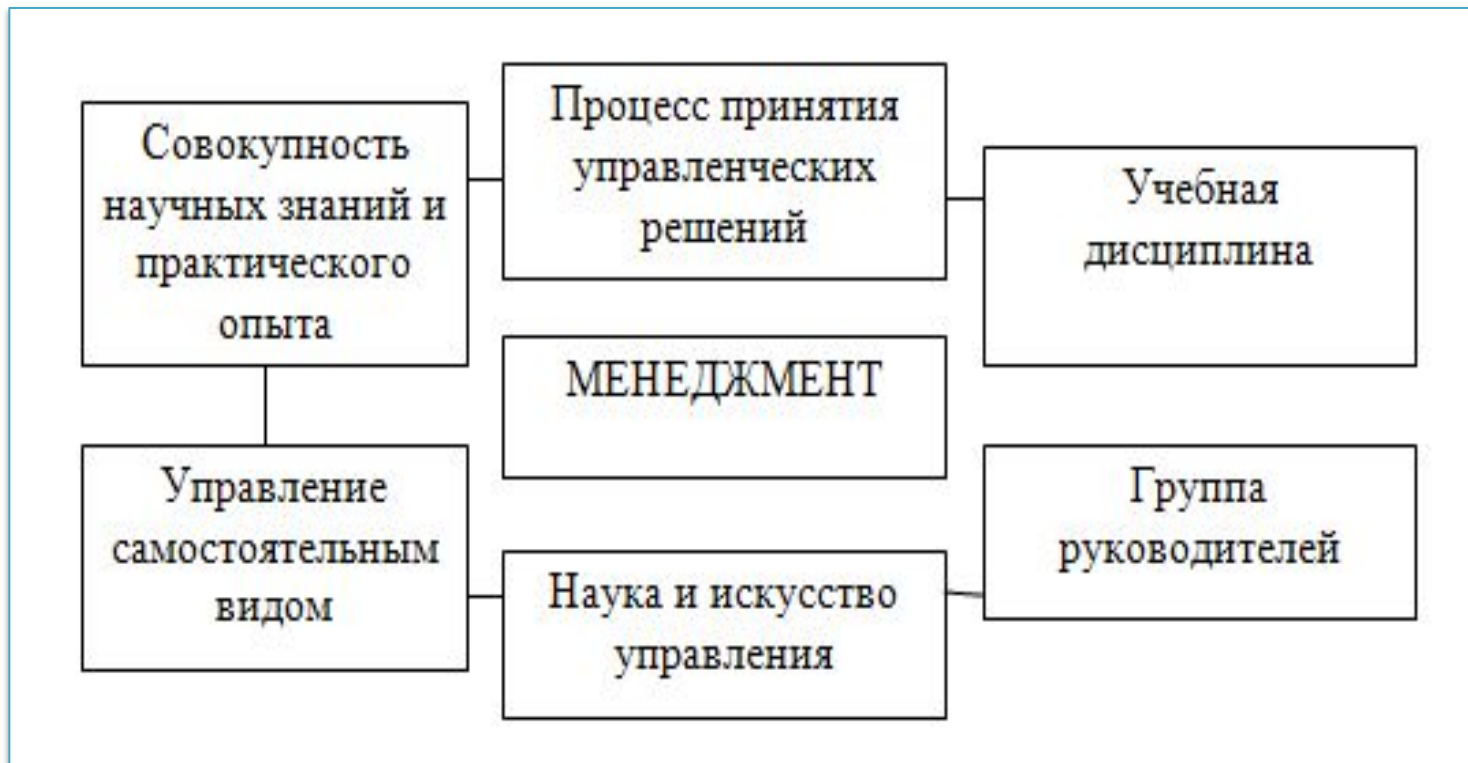 Совокупность
научных знаний и
практического
опыта
Процесс принятия
управленческих
решений
Учебная
дисциплина
МЕНЕДЖМЕНТ
Управление
самостоятельным
видом
Наука и искусство
управления
Группа
руководителей